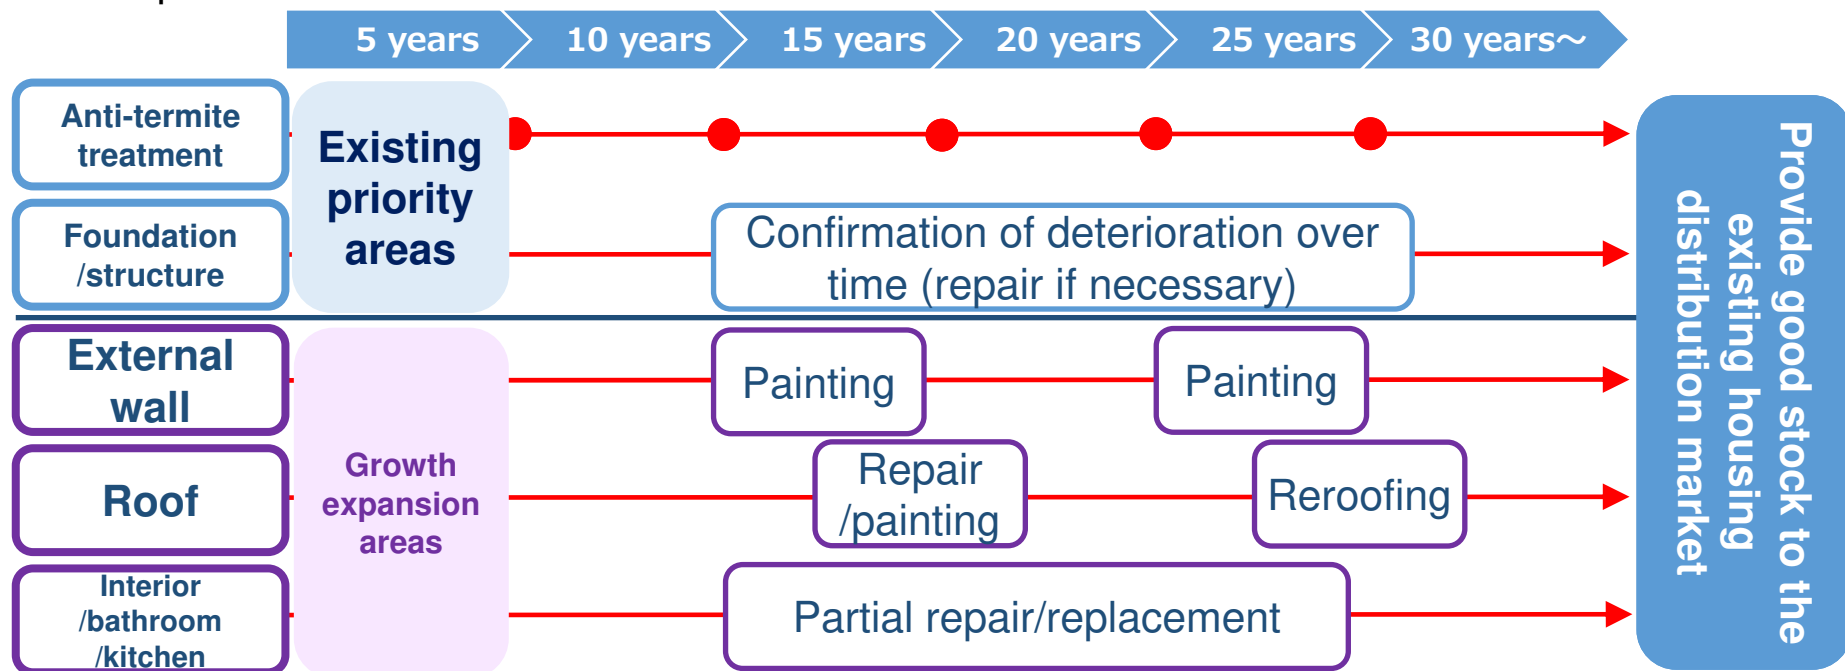 5 years
10 years
15 years
20 years
25 years
30 years～
Anti-termite
treatment
Existing
priority
areas
Foundation
/structure
Confirmation of deterioration over
time (repair if necessary)
External
wall
Painting
Painting
Growth
expansion
areas
Roof
Repair
/painting
Reroofing
Interior
/bathroom
/kitchen
Partial repair/replacement
Provide good stock to the
existing housing
distribution market